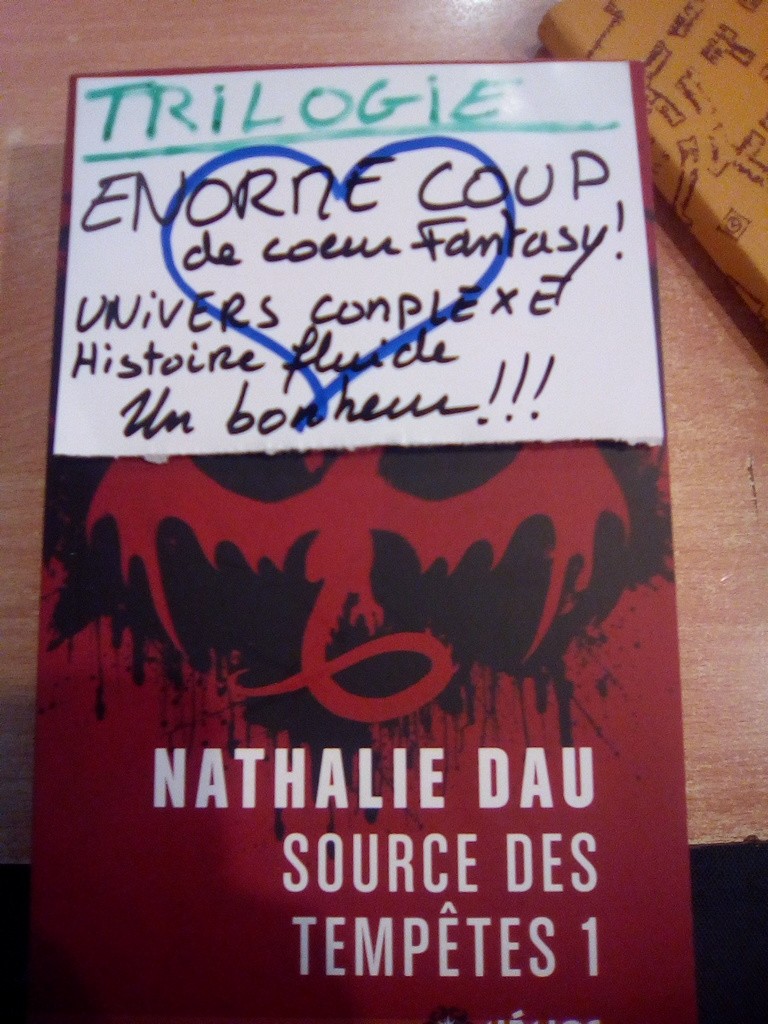 TRILOGIE
ENORME COUP
de coeur Fantasy!
UNIVERS COMPLEXE
Histoire fluide
Un bonheur!!!
NATHALIE DAU
SOURCE DES
TEMPÊTES 1